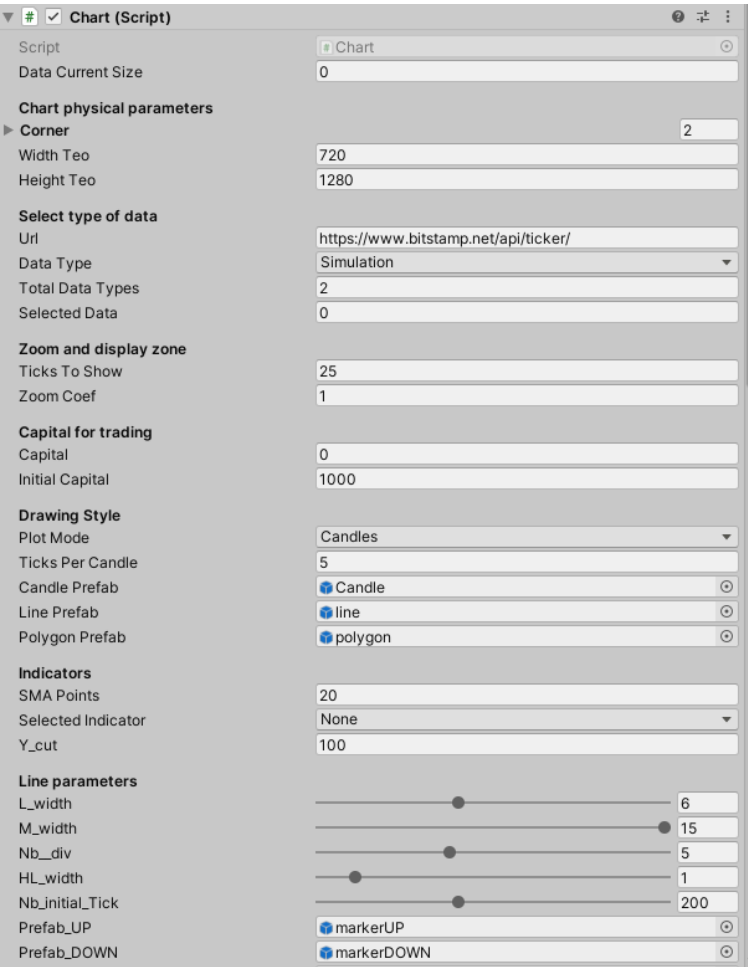 # Chart (Script)
Script # Chart
Data Current Size 0
Chart physical parameters
Corner 2
Width Teo 720
Height Teo 1280
Select type of data
Url https://www.bitstamp.net/api/ticker/
Data Type Simulation
Total Data Types 2
Selected Data 0
Zoom and display zone
Ticks To Show 25
Zoom Coef 1
Capital for trading
Capital 0
Initial Capital 1000
Drawing Style
Plot Mode Candles
Ticks Per Candle 5
Candle Prefab Candle
Line Prefab line
Polygon Prefab polygon
Indicators
SMA Points 20
Selected Indicator None
Y_cut 100
Line parameters
L_width 6
M_width 15
Nb__div 5
HL_width 1
Nb_initial_Tick 200
Prefab_UP markerUP
Prefab_DOWN markerDOWN